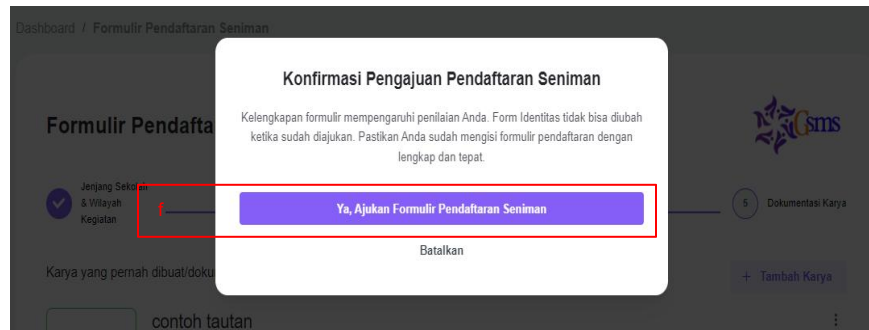 Dashboard / Formulir Pendaftaran Seniman
Konfirmasi Pengajuan Pendaftaran Seniman
Kelengkapan formulir mempengaruhi penilaian Anda. Form Identitas tidak bisa diubah
ketika sudah diajukan. Pastikan Anda sudah mengisi formulir pendaftaran dengan
lengkap dan tepat.
Formulir Pendafta
Gsms
Jenjang Sekolah
& Wilayah
Kegiatan
f
Ya, Ajukan Formulir Pendaftaran Seniman
5 Dokumentasi Karya
Batalkan
Karya yang pernah dibuat/doku
+ Tambah Karya
contoh tautan